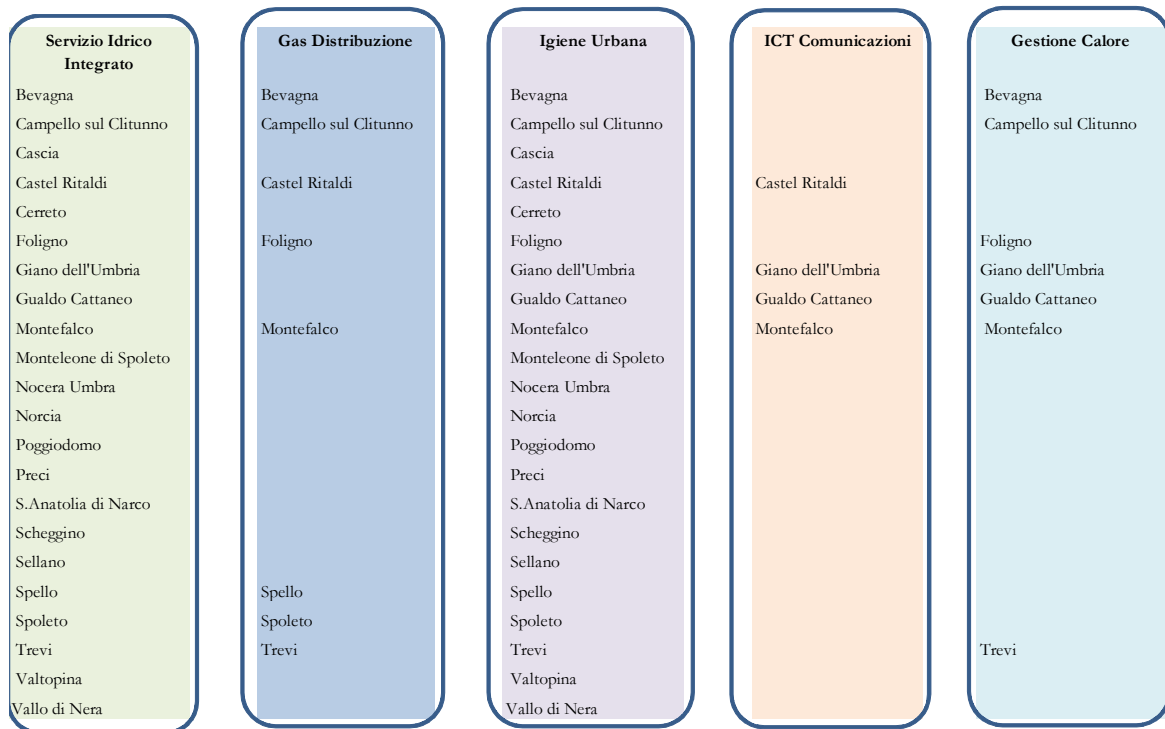 Servizio Idrico
Integrato
Bevagna
Campello sul Clitunno
Cascia
Castel Ritaldi
Cerreto
Foligno
Giano dell'Umbria
Gualdo Cattaneo
Montefalco
Monteleone di Spoleto
Nocera Umbra
Norcia
Poggiodomo
Preci
S.Anatolia di Narco
Scheggino
Sellano
Spello
Spoleto
Trevi
Valtopina
Vallo di Nera
Gas Distribuzione
Bevagna
Campello sul Clitunno
Castel Ritaldi
Foligno
Montefalco
Spello
Spoleto
Trevi
Igiene Urbana
Bevagna
Campello sul Clitunno
Cascia
Castel Ritaldi
Cerreto
Foligno
Giano dell'Umbria
Gualdo Cattaneo
Montefalco
Monteleone di Spoleto
Nocera Umbra
Norcia
Poggiodomo
Preci
S.Anatolia di Narco
Scheggino
Sellano
Spello
Spoleto
Trevi
Valtopina
Vallo di Nera
ICT Comunicazioni
Castel Ritaldi
Giano dell'Umbria
Gualdo Cattaneo
Montefalco
Gestione Calore
Bevagna
Campello sul Clitunno
Foligno
Giano dell'Umbria
Gualdo Cattaneo
Montefalco
Trevi